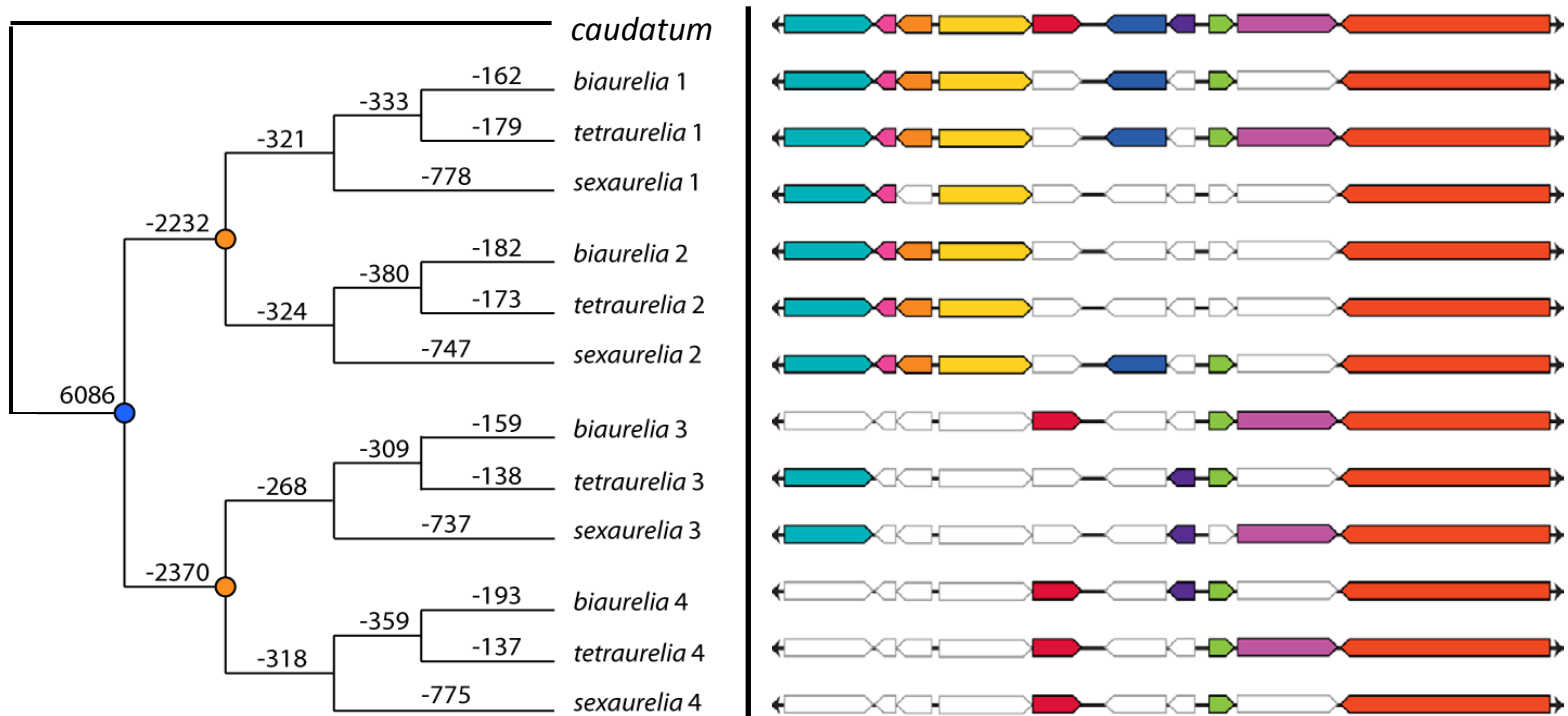 caudatum
-162
biaurelia 1
-333
-179
tetraurelia 1
-321
-778
sexaurelia 1
-2232
-182
biaurelia 2
-380
-173
tetraurelia 2
-324
-747
sexaurelia 2
6086
-159
biaurelia 3
-309
-138
tetraurelia 3
-268
-737
sexaurelia 3
-2370
-193
biaurelia 4
-359
-137
tetraurelia 4
-318
-775
sexaurelia 4